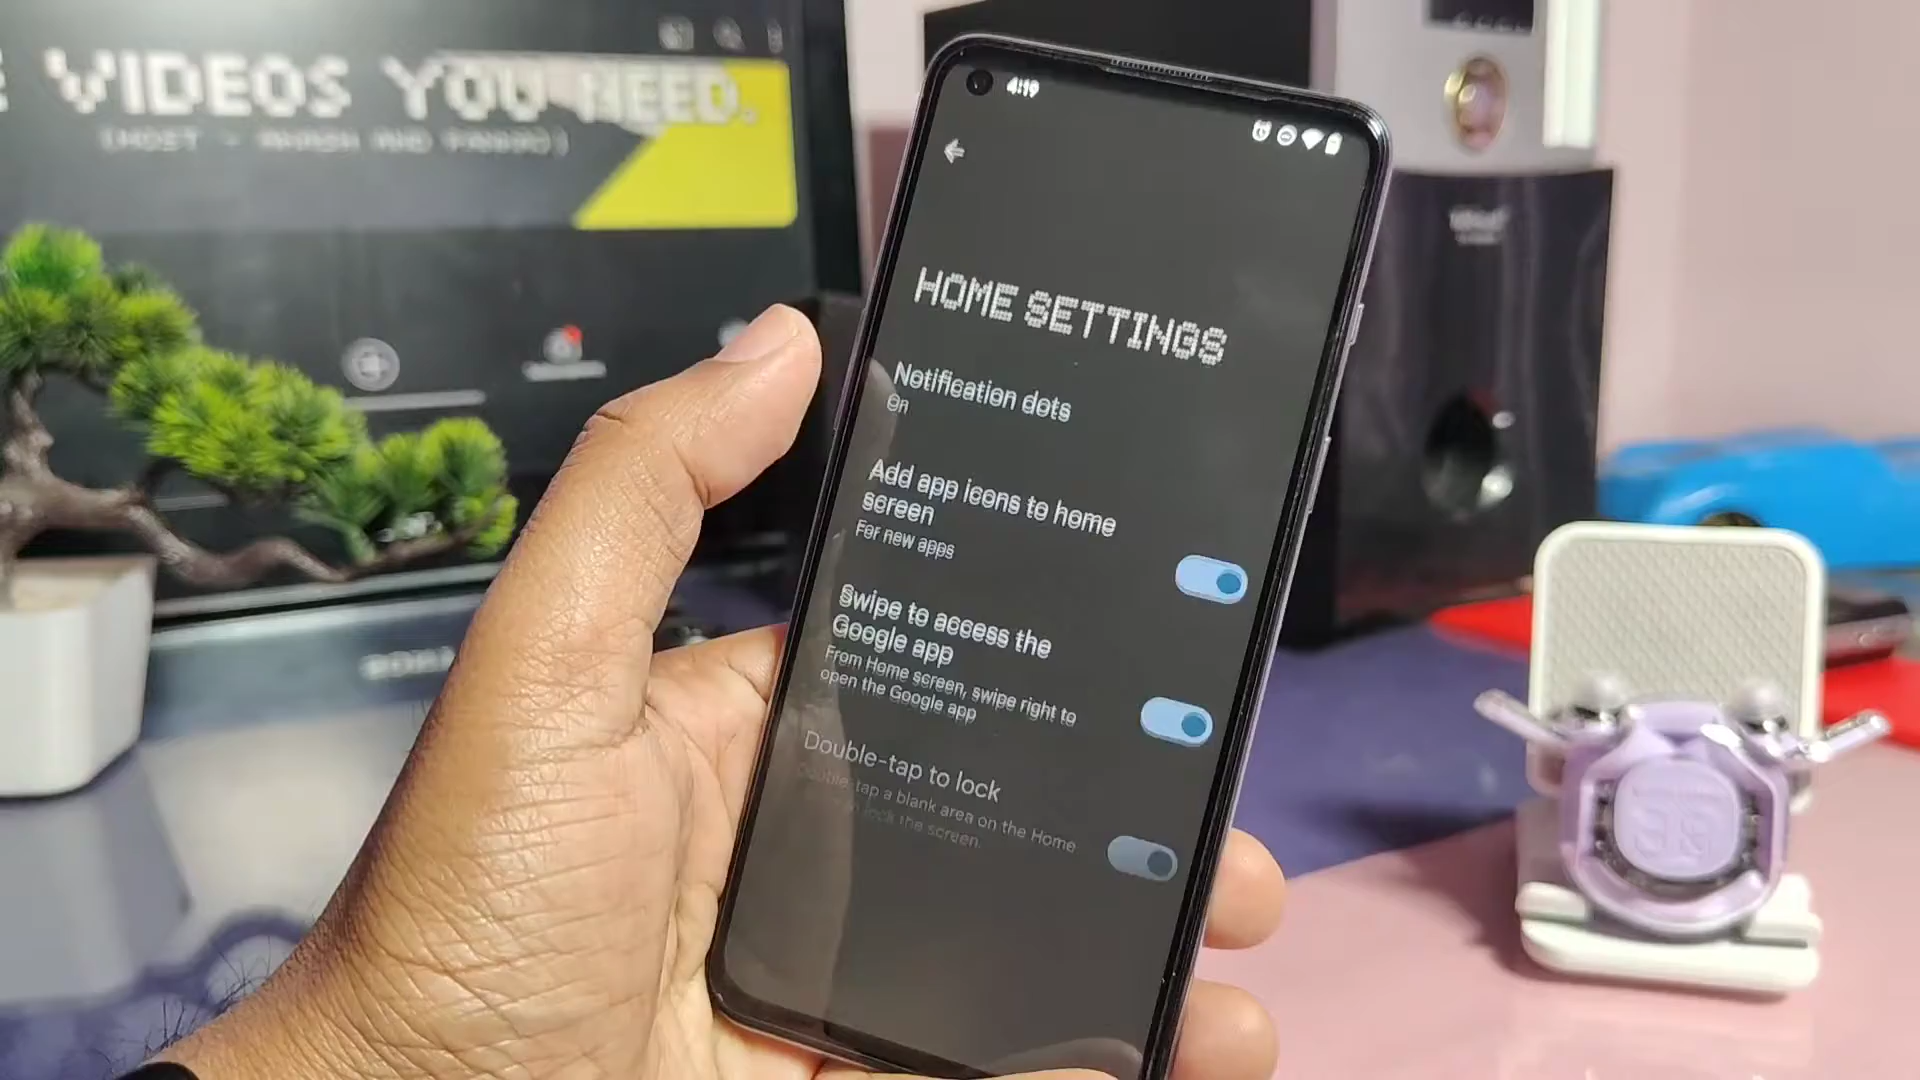 VIDEOS YOU NEED.
4:19
HOME SETTINGS
Notification dots
On
Add app icons to home
screen
For new apps
Swipe to access the
Google app
From Home screen, swipe right to
open the Google app
Double-tap to lock
Double-tap a blank area on the Home
lock the screen.